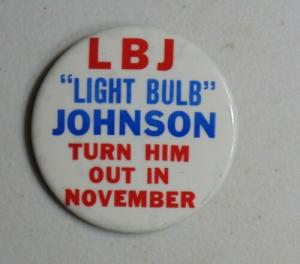 LBJ
"LIGHT BULB"
JOHNSON
TURN HIM
OUT IN
NOVEMBER